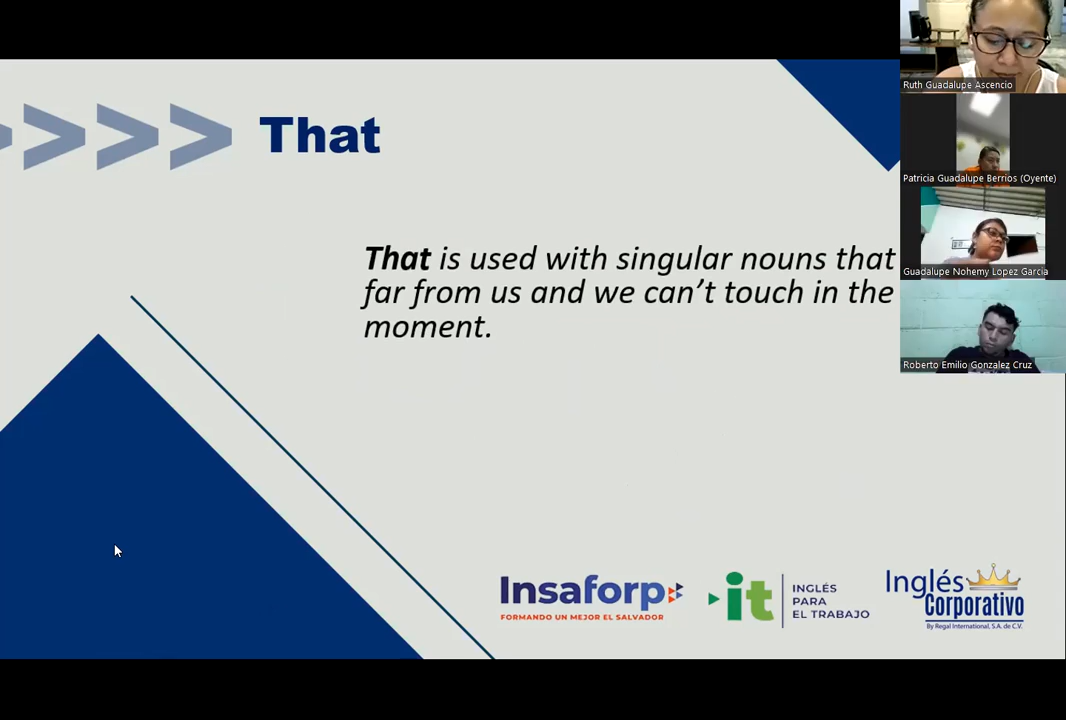 That
That is used with singular nouns that
far from us and we can't touch in the
moment.
Insaforp
FORMANDO UN MEJOR EL SALVADOR
it
INGLÉS
PARA
EL TRABAJO
Inglés
Corporativo
By Regal International, S.A. de C.V.
Ruth Guadalupe Ascencio
Patricia Guadalupe Berrios (Oyente)
Guadalupe Nohemy Lopez Garcia
Roberto Emilio Gonzalez Cruz